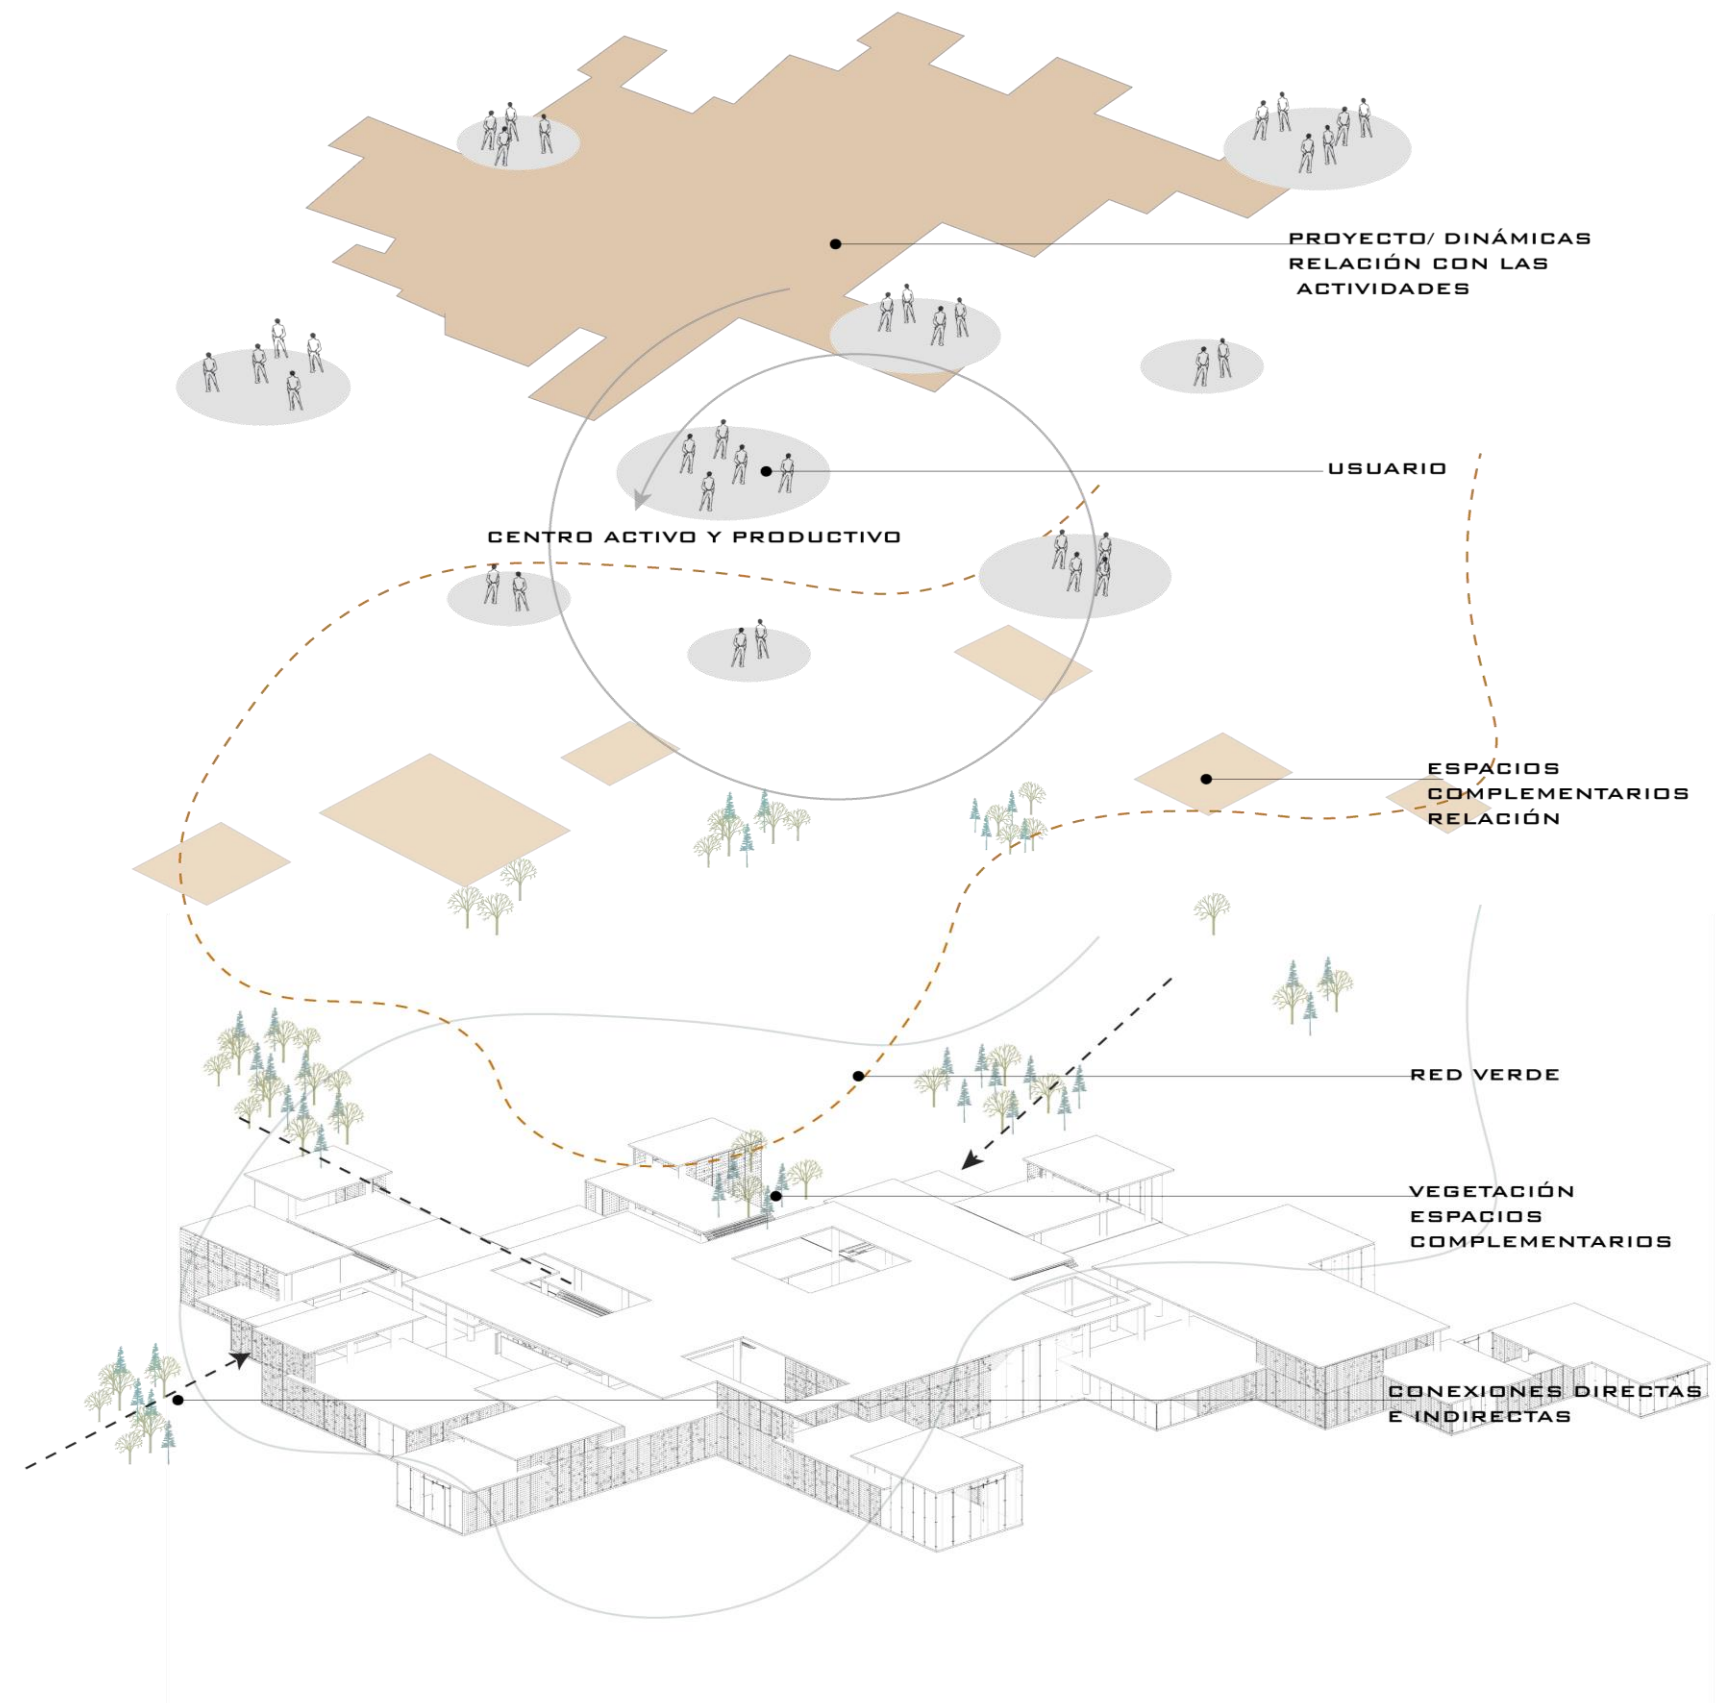 PROYECTO/ DINÁMICAS
RELACIÓN CON LAS
ACTIVIDADES
USUARIO
CENTRO ACTIVO Y PRODUCTIVO
ESPACIOS
COMPLEMENTARIOS
RELACIÓN
RED VERDE
VEGETACIÓN
ESPACIOS
COMPLEMENTARIOS
CONEXIONES DIRECTAS
E INDIRECTAS